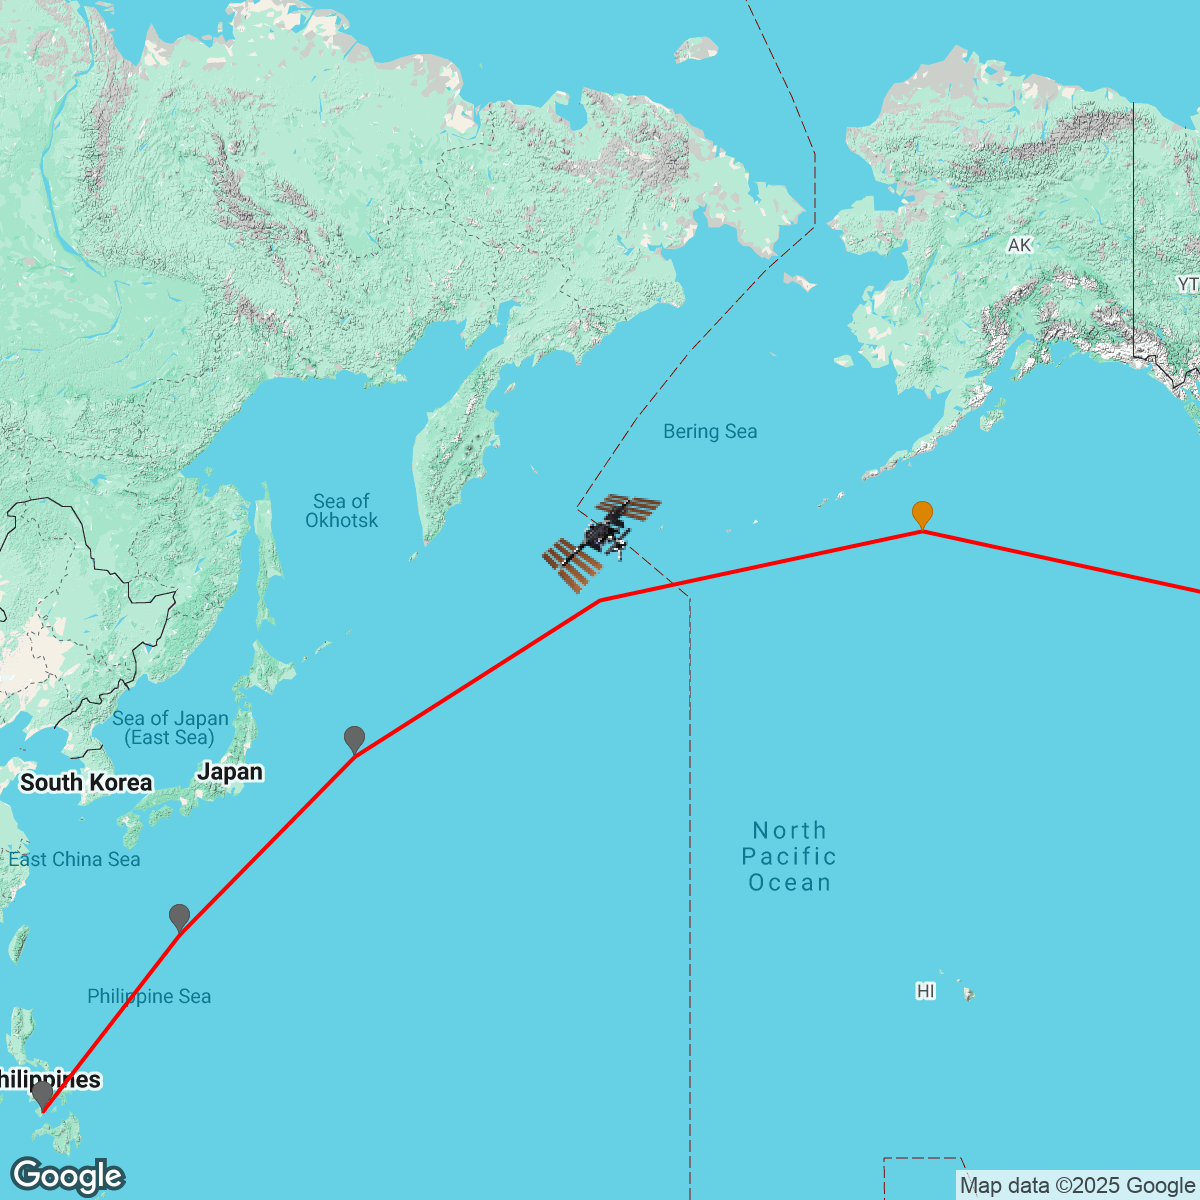 AK
YT
Bering Sea
Sea of
Okhotsk
Sea of Japan
(East Sea)
Japan
South Korea
North
Pacific
Ocean
East China Sea
HI
Philippine Sea
hilippines
Google
Map data ©2025 Google